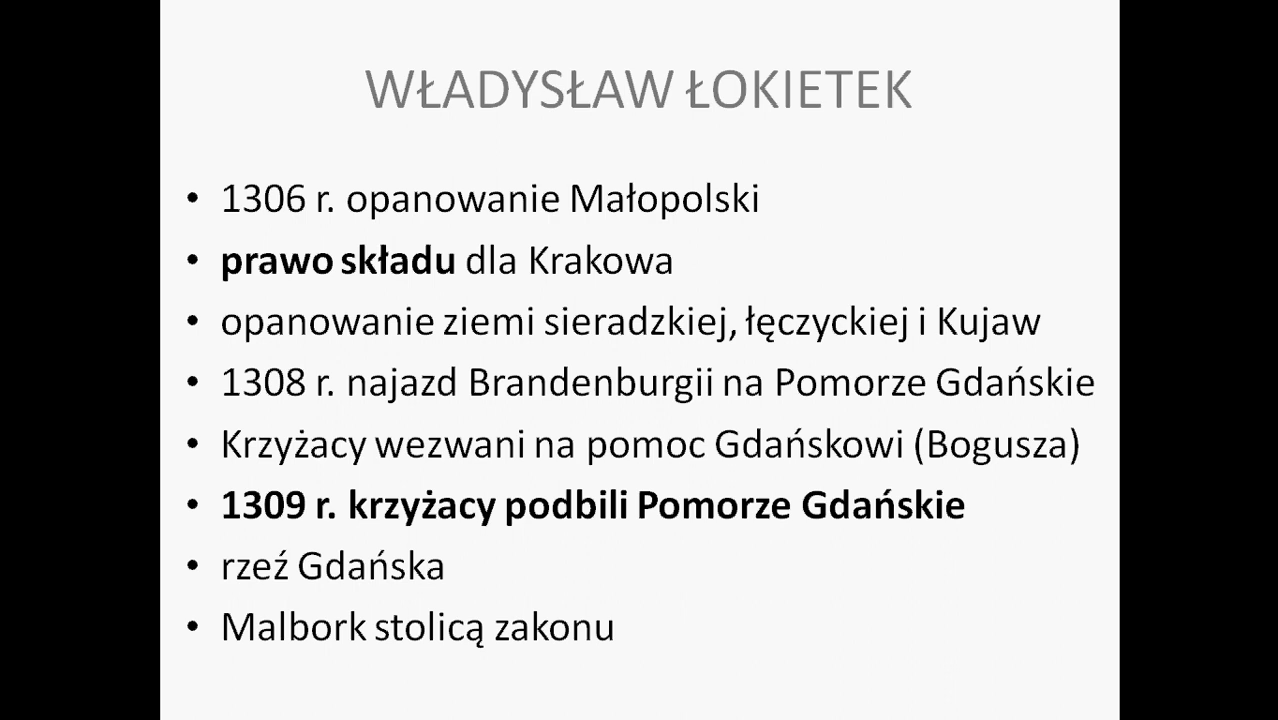 WŁADYSŁAW ŁOKIETEK
• 1306 r. opanowanie Małopolski
• prawo składu dla Krakowa
• opanowanie ziemi sieradzkiej, łęczyckiej i Kujaw
• 1308 r. najazd Brandenburgii na Pomorze Gdańskie
• Krzyżacy wezwani na pomoc Gdańskowi (Bogusza)
• 1309 r. krzyżacy podbili Pomorze Gdańskie
• rzeź Gdańska
• Malbork stolicą zakonu